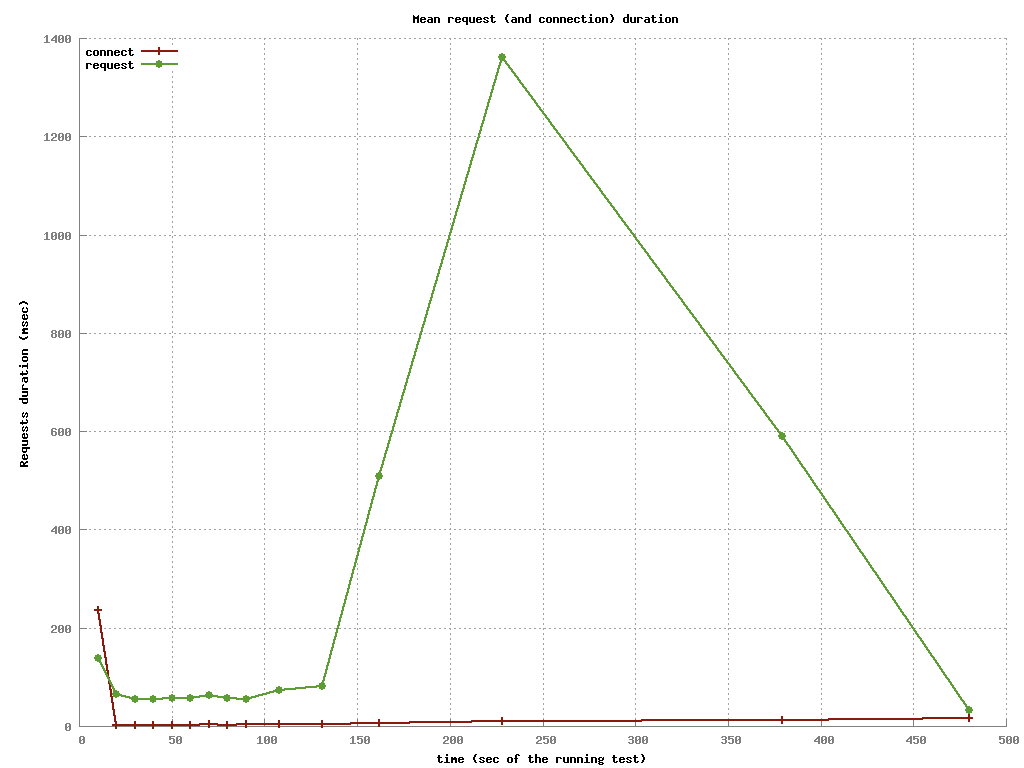 Mean request (and connection) duration
connect
request
1400
1200
1000
800
600
400
200
0
Requests duration (msec)
0 50 100 150 200 250 300 350 400 450 500
time (sec of the running test)